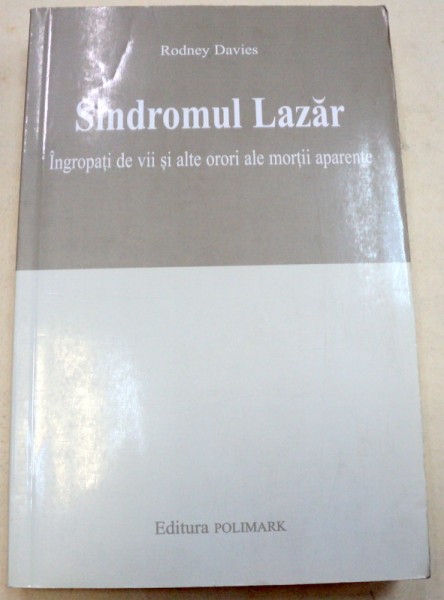 Rodney Davies
Sindromul Lazăr
Îngropați de vii și alte orori ale morții aparente
Editura POLIMARK